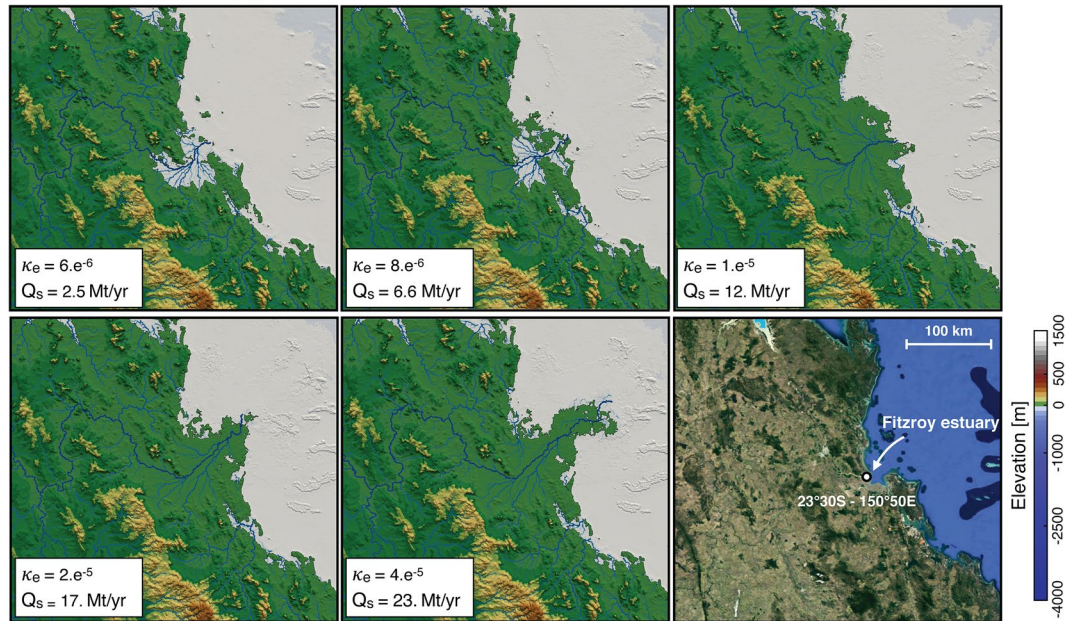 κe = 6.e-6
Qs = 2.5 Mt/yr
κe = 8.e-6
Qs = 6.6 Mt/yr
κe = 1.e-5
Qs = 12. Mt/yr
κe = 2.e-5
Qs = 17. Mt/yr
κe = 4.e-5
Qs = 23. Mt/yr
100 km
Fitzroy estuary
23°30S - 150°50E
Elevation [m]
1500
500
0
-1000
-2500
-4000